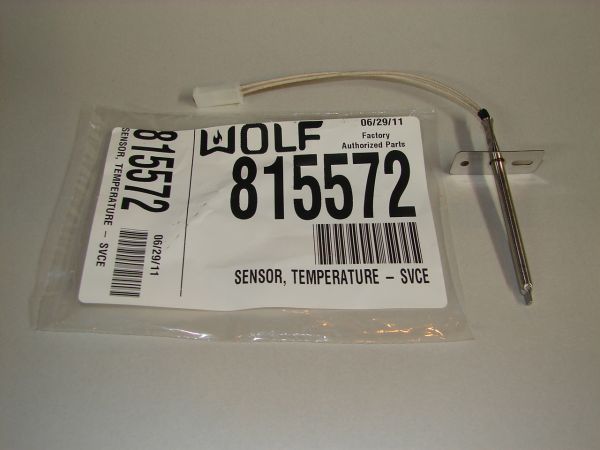 06/29/11
WOLF
Factory
Authorized Parts
815572
SENSOR, TEMPERATURE – SVCE
815572
SENSOR, TEMPERATURE – SVCE
06/29/11